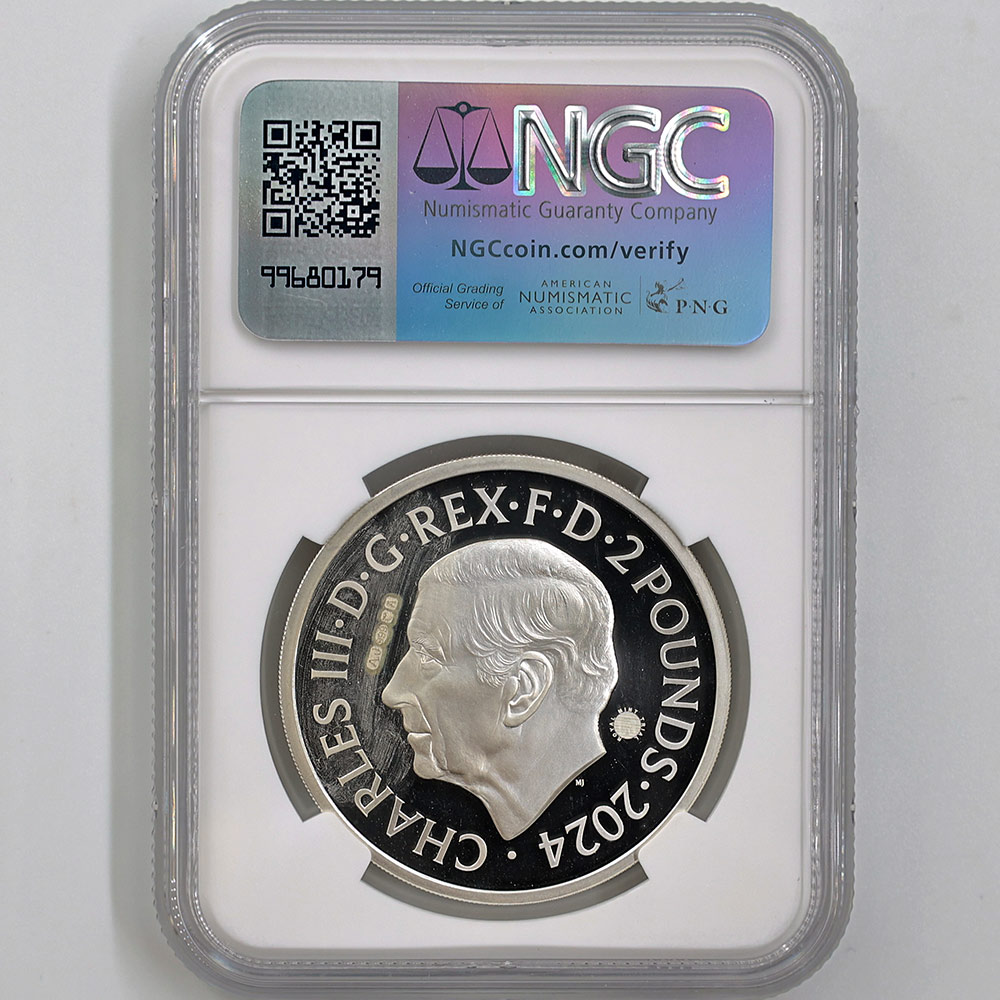 NGC
Numismatic Guaranty Company
NGCcoin.com/verify
99680179
Official Grading
Service of
AMERICAN
NUMISMATIC
ASSOCIATION
P·N·G
CHARLES III·D·G·REX·F·D·2 POUNDS·2024·
MJ